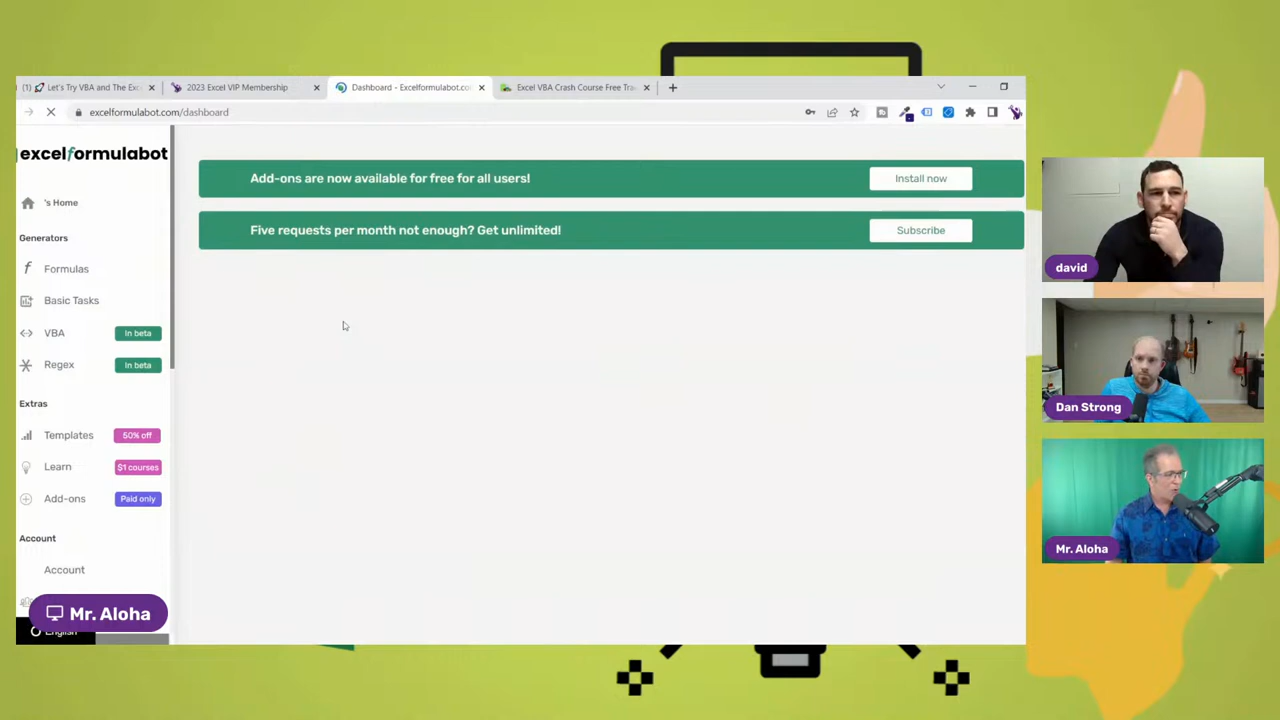 (1) Let's Try VBA and The Exc
2023 Excel VIP Membership
Dashboard - Excelformulabot.co
Excel VBA Crash Course Free Tra
excelformulabot.com/dashboard
excelformulabot
's Home
Generators
Formulas
Basic Tasks
VBA In beta
Regex In beta
Extras
Templates 50% off
Learn $1 courses
Add-ons Paid only
Account
Account
English
Mr. Aloha
Add-ons are now available for free for all users! Install now
Five requests per month not enough? Get unlimited! Subscribe
david
Dan Strong
Mr. Aloha